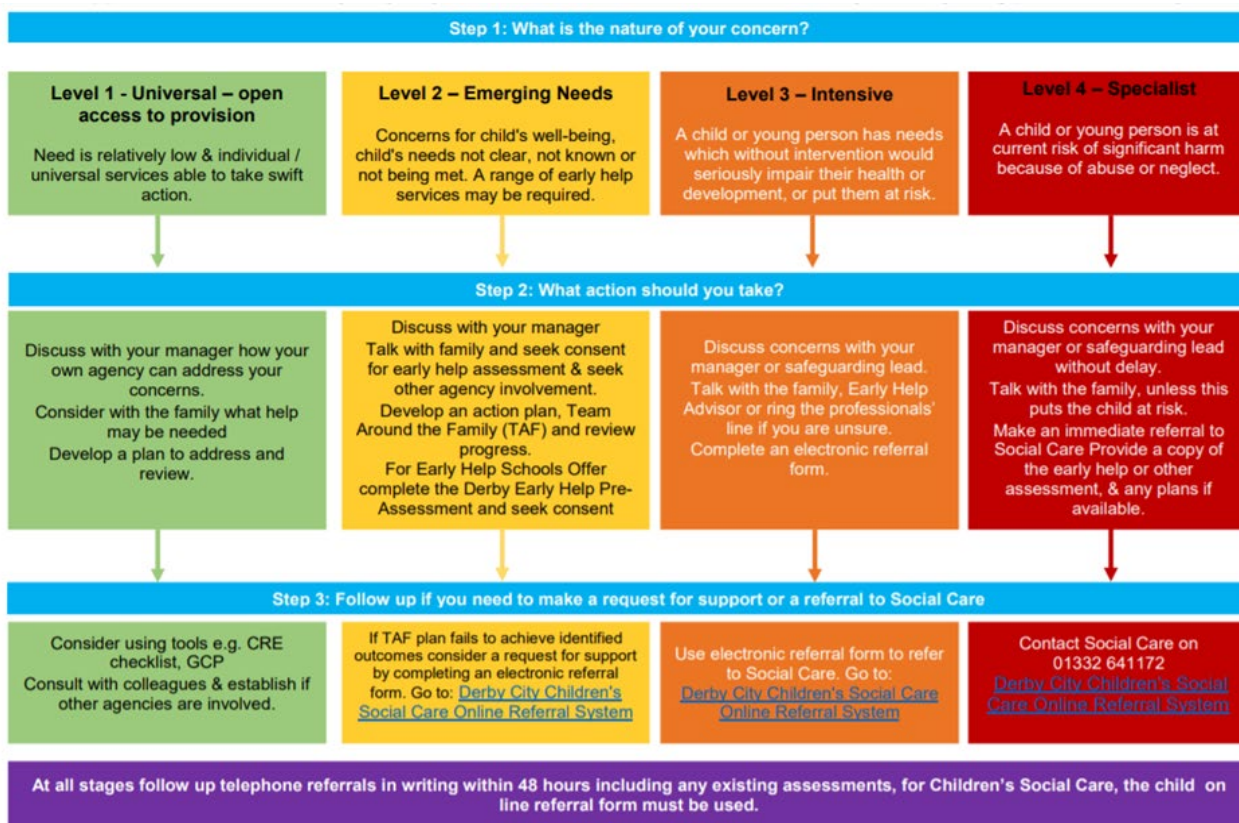 Step 1: What is the nature of your concern?
Level 1 - Universal – open
access to provision
Need is relatively low & individual /
universal services able to take swift
action.
Level 2 – Emerging Needs
Concerns for child's well-being,
child's needs not clear, not known or
not being met. A range of early help
services may be required.
Level 3 – Intensive
A child or young person has needs
which without intervention would
seriously impair their health or
development, or put them at risk.
Level 4 – Specialist
A child or young person is at
current risk of significant harm
because of abuse or neglect.
Step 2: What action should you take?
Discuss with your manager how your
own agency can address your
concerns.
Consider with the family what help
may be needed
Develop a plan to address and
review.
Discuss with your manager
Talk with family and seek consent
for early help assessment & seek
other agency involvement.
Develop an action plan, Team
Around the Family (TAF) and review
progress.
For Early Help Schools Offer
complete the Derby Early Help Pre-
Assessment and seek consent
Discuss concerns with your
manager or safeguarding lead.
Talk with the family, Early Help
Advisor or ring the professionals'
line if you are unsure.
Complete an electronic referral
form.
Discuss concerns with your
manager or safeguarding lead
without delay.
Talk with the family, unless this
puts the child at risk.
Make an immediate referral to
Social Care Provide a copy of
the early help or other
assessment, & any plans if
available.
Step 3: Follow up if you need to make a request for support or a referral to Social Care
Consider using tools e.g. CRE
checklist, GCP
Consult with colleagues & establish if
other agencies are involved.
If TAF plan fails to achieve identified
outcomes consider a request for support
by completing an electronic referral
form. Go to: Derby City Children's
Social Care Online Referral System
Use electronic referral form to refer
to Social Care. Go to:
Derby City Children's Social Care
Online Referral System
Contact Social Care on
01332 641172
Derby City Children's Social
Care Online Referral System
At all stages follow up telephone referrals in writing within 48 hours including any existing assessments, for Children's Social Care, the child on
line referral form must be used.